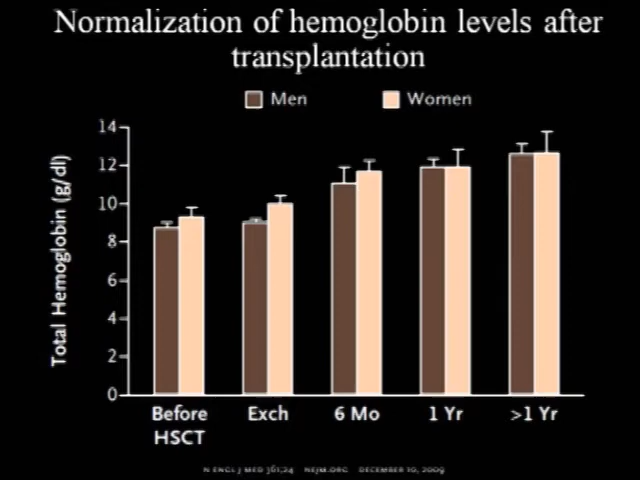 Normalization of hemoglobin levels after
transplantation
Men
Women
Total Hemoglobin (g/dl)
14
12
10
8
6
4
2
0
Before
HSCT
Exch
6 Mo
1 Yr
>1 Yr
N ENGL J MED 361;24 NEJM.ORG DECEMBER 10, 2009